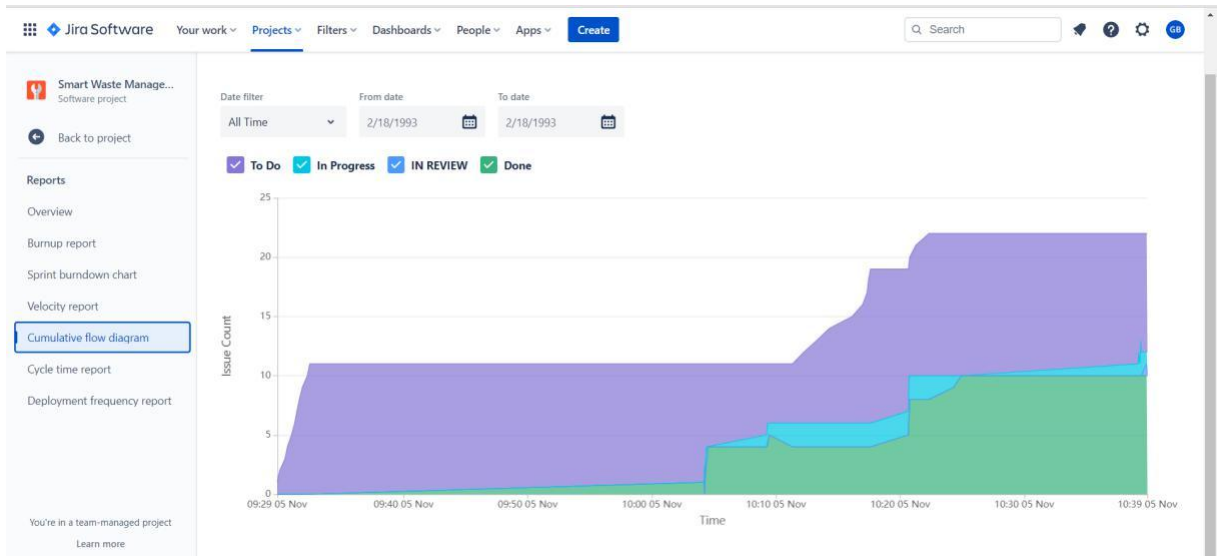 Jira Software Your work Projects Filters Dashboards People Apps Create Search GB
Smart Waste Manage...
Software project
Back to project
Reports
Overview
Burnup report
Sprint burndown chart
Velocity report
Cumulative flow diagram
Cycle time report
Deployment frequency report
You're in a team-managed project
Learn more
Date filter From date To date
All Time 2/18/1993 2/18/1993
To Do In Progress IN REVIEW Done
25
20
15
10
5
0
Issue Count
09:29 05 Nov 09:40 05 Nov 09:50 05 Nov 10:00 05 Nov 10:10 05 Nov 10:20 05 Nov 10:30 05 Nov 10:39 05 Nov
Time